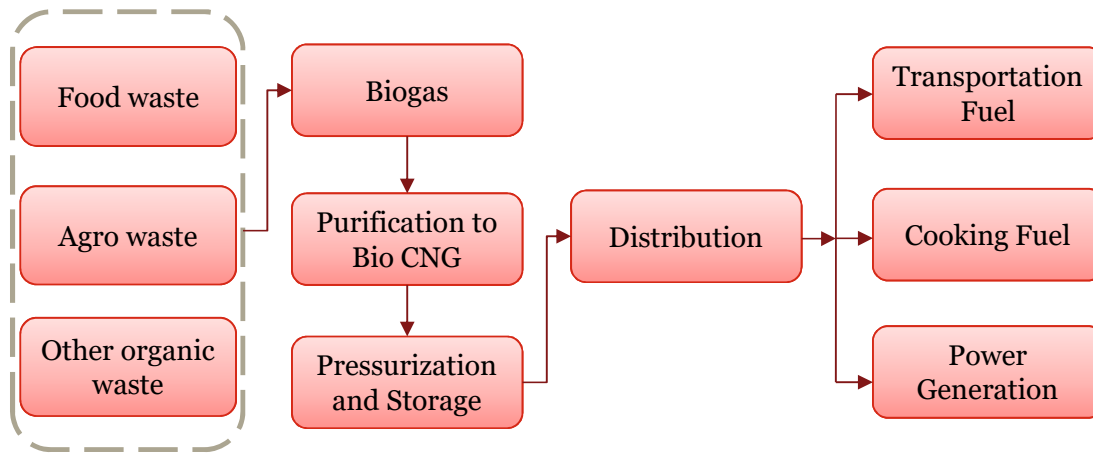 Food waste
Agro waste
Other organic
waste
Biogas
Purification to
Bio CNG
Pressurization
and Storage
Distribution
Transportation
Fuel
Cooking Fuel
Power
Generation